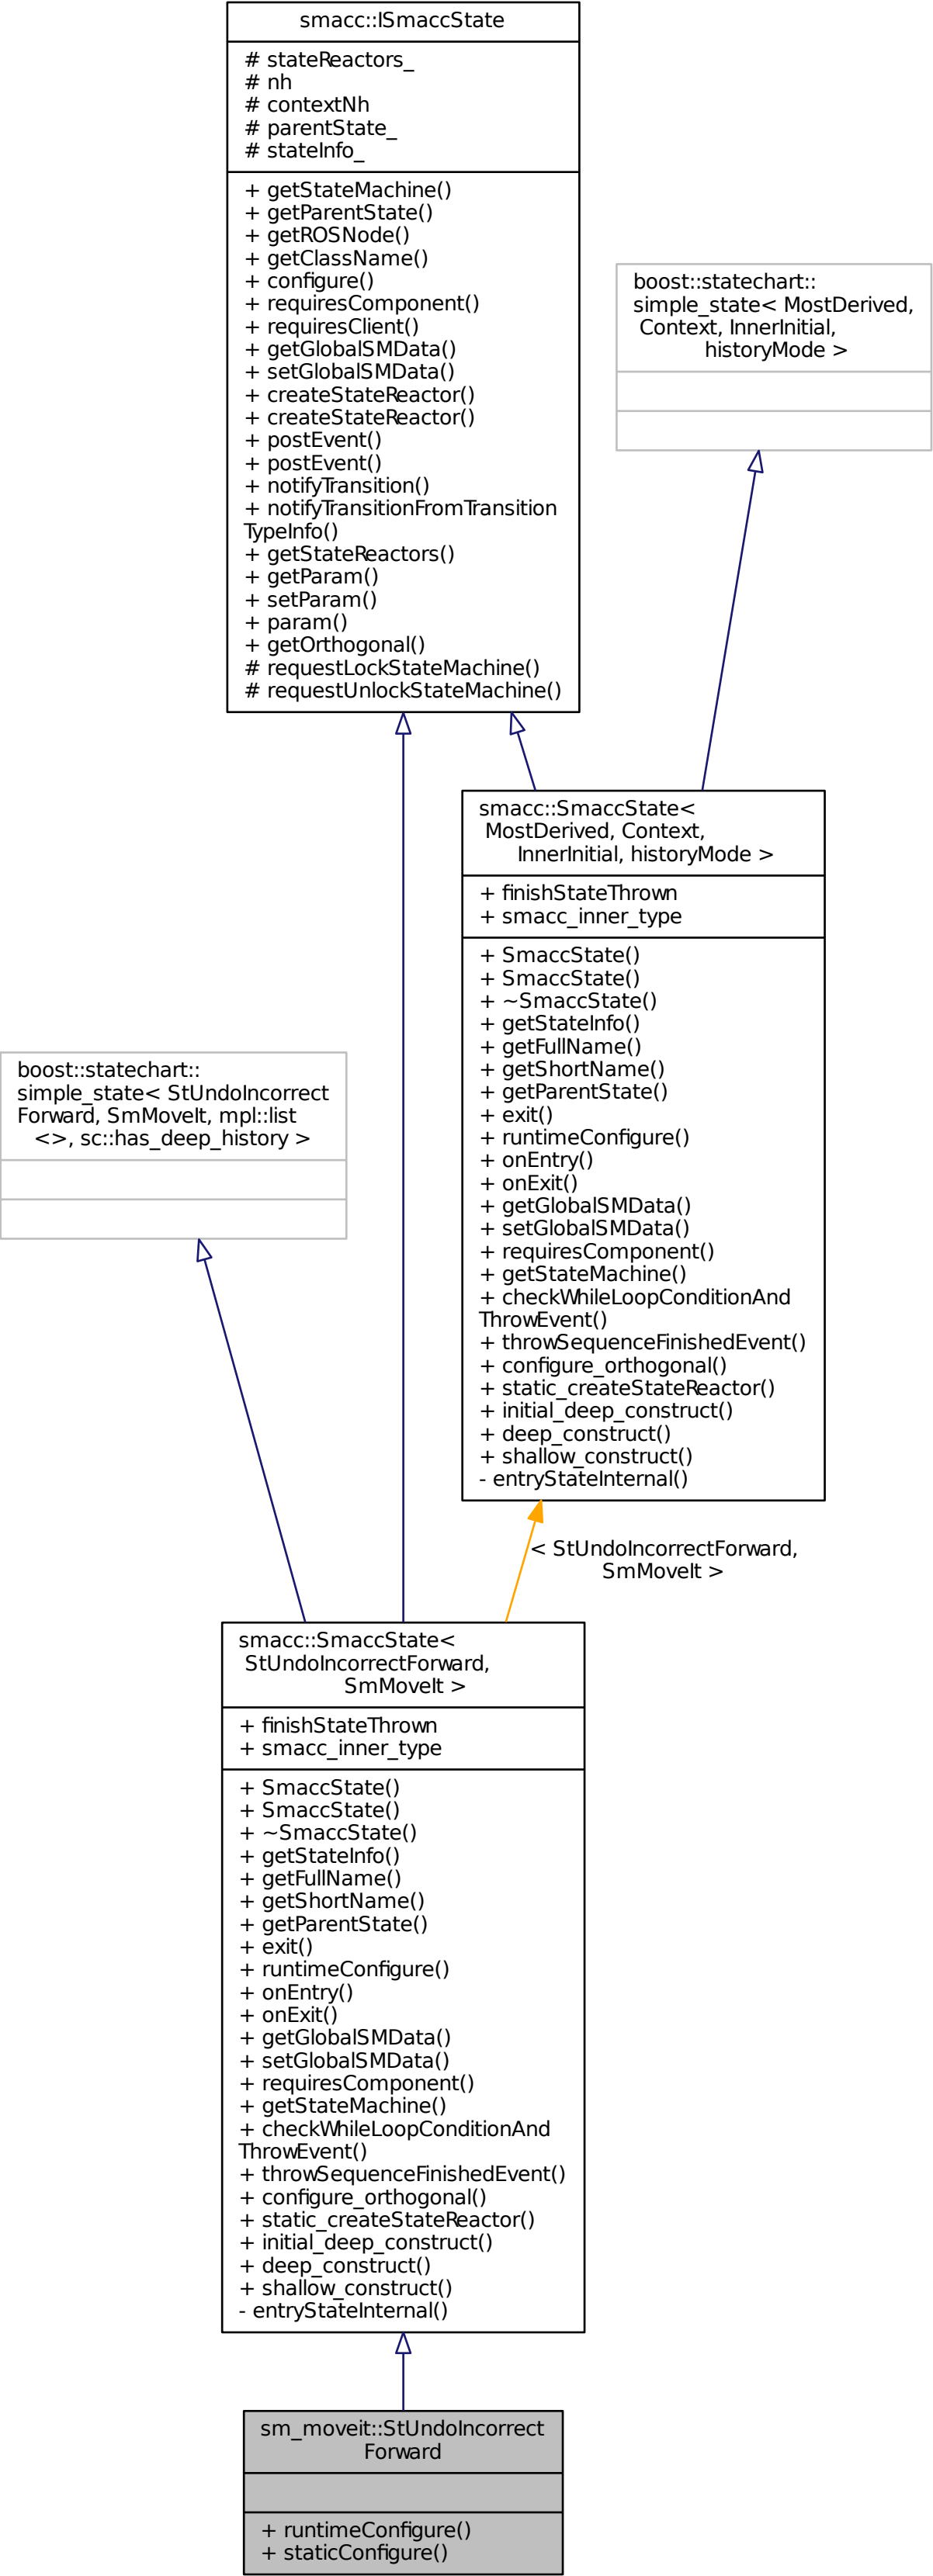 smacc::ISmaccState
# stateReactors_
# nh
# contextNh
# parentState_
# stateInfo_
+ getStateMachine()
+ getParentState()
+ getROSNode()
+ getClassName()
+ configure()
+ requiresComponent()
+ requiresClient()
+ getGlobalSMData()
+ setGlobalSMData()
+ createStateReactor()
+ createStateReactor()
+ postEvent()
+ postEvent()
+ notifyTransition()
+ notifyTransitionFromTransition
TypeInfo()
+ getStateReactors()
+ getParam()
+ setParam()
+ param()
+ getOrthogonal()
# requestLockStateMachine()
# requestUnlockStateMachine()
boost::statechart::
simple_state< MostDerived,
Context, InnerInitial,
historyMode >
smacc::SmaccState<
MostDerived, Context,
InnerInitial, historyMode >
+ finishStateThrown
+ smacc_inner_type
+ SmaccState()
+ SmaccState()
+ ~SmaccState()
+ getStateInfo()
+ getFullName()
+ getShortName()
+ getParentState()
+ exit()
+ runtimeConfigure()
+ onEntry()
+ onExit()
+ getGlobalSMData()
+ setGlobalSMData()
+ requiresComponent()
+ getStateMachine()
+ checkWhileLoopConditionAnd
ThrowEvent()
+ throwSequenceFinishedEvent()
+ configure_orthogonal()
+ static_createStateReactor()
+ initial_deep_construct()
+ deep_construct()
+ shallow_construct()
- entryStateInternal()
boost::statechart::
simple_state< StUndoIncorrect
Forward, SmMoveIt, mpl::list
<>, sc::has_deep_history >
< StUndoIncorrectForward,
SmMoveIt >
smacc::SmaccState<
StUndoIncorrectForward,
SmMoveIt >
+ finishStateThrown
+ smacc_inner_type
+ SmaccState()
+ SmaccState()
+ ~SmaccState()
+ getStateInfo()
+ getFullName()
+ getShortName()
+ getParentState()
+ exit()
+ runtimeConfigure()
+ onEntry()
+ onExit()
+ getGlobalSMData()
+ setGlobalSMData()
+ requiresComponent()
+ getStateMachine()
+ checkWhileLoopConditionAnd
ThrowEvent()
+ throwSequenceFinishedEvent()
+ configure_orthogonal()
+ static_createStateReactor()
+ initial_deep_construct()
+ deep_construct()
+ shallow_construct()
- entryStateInternal()
sm_moveit::StUndoIncorrect
Forward
+ runtimeConfigure()
+ staticConfigure()